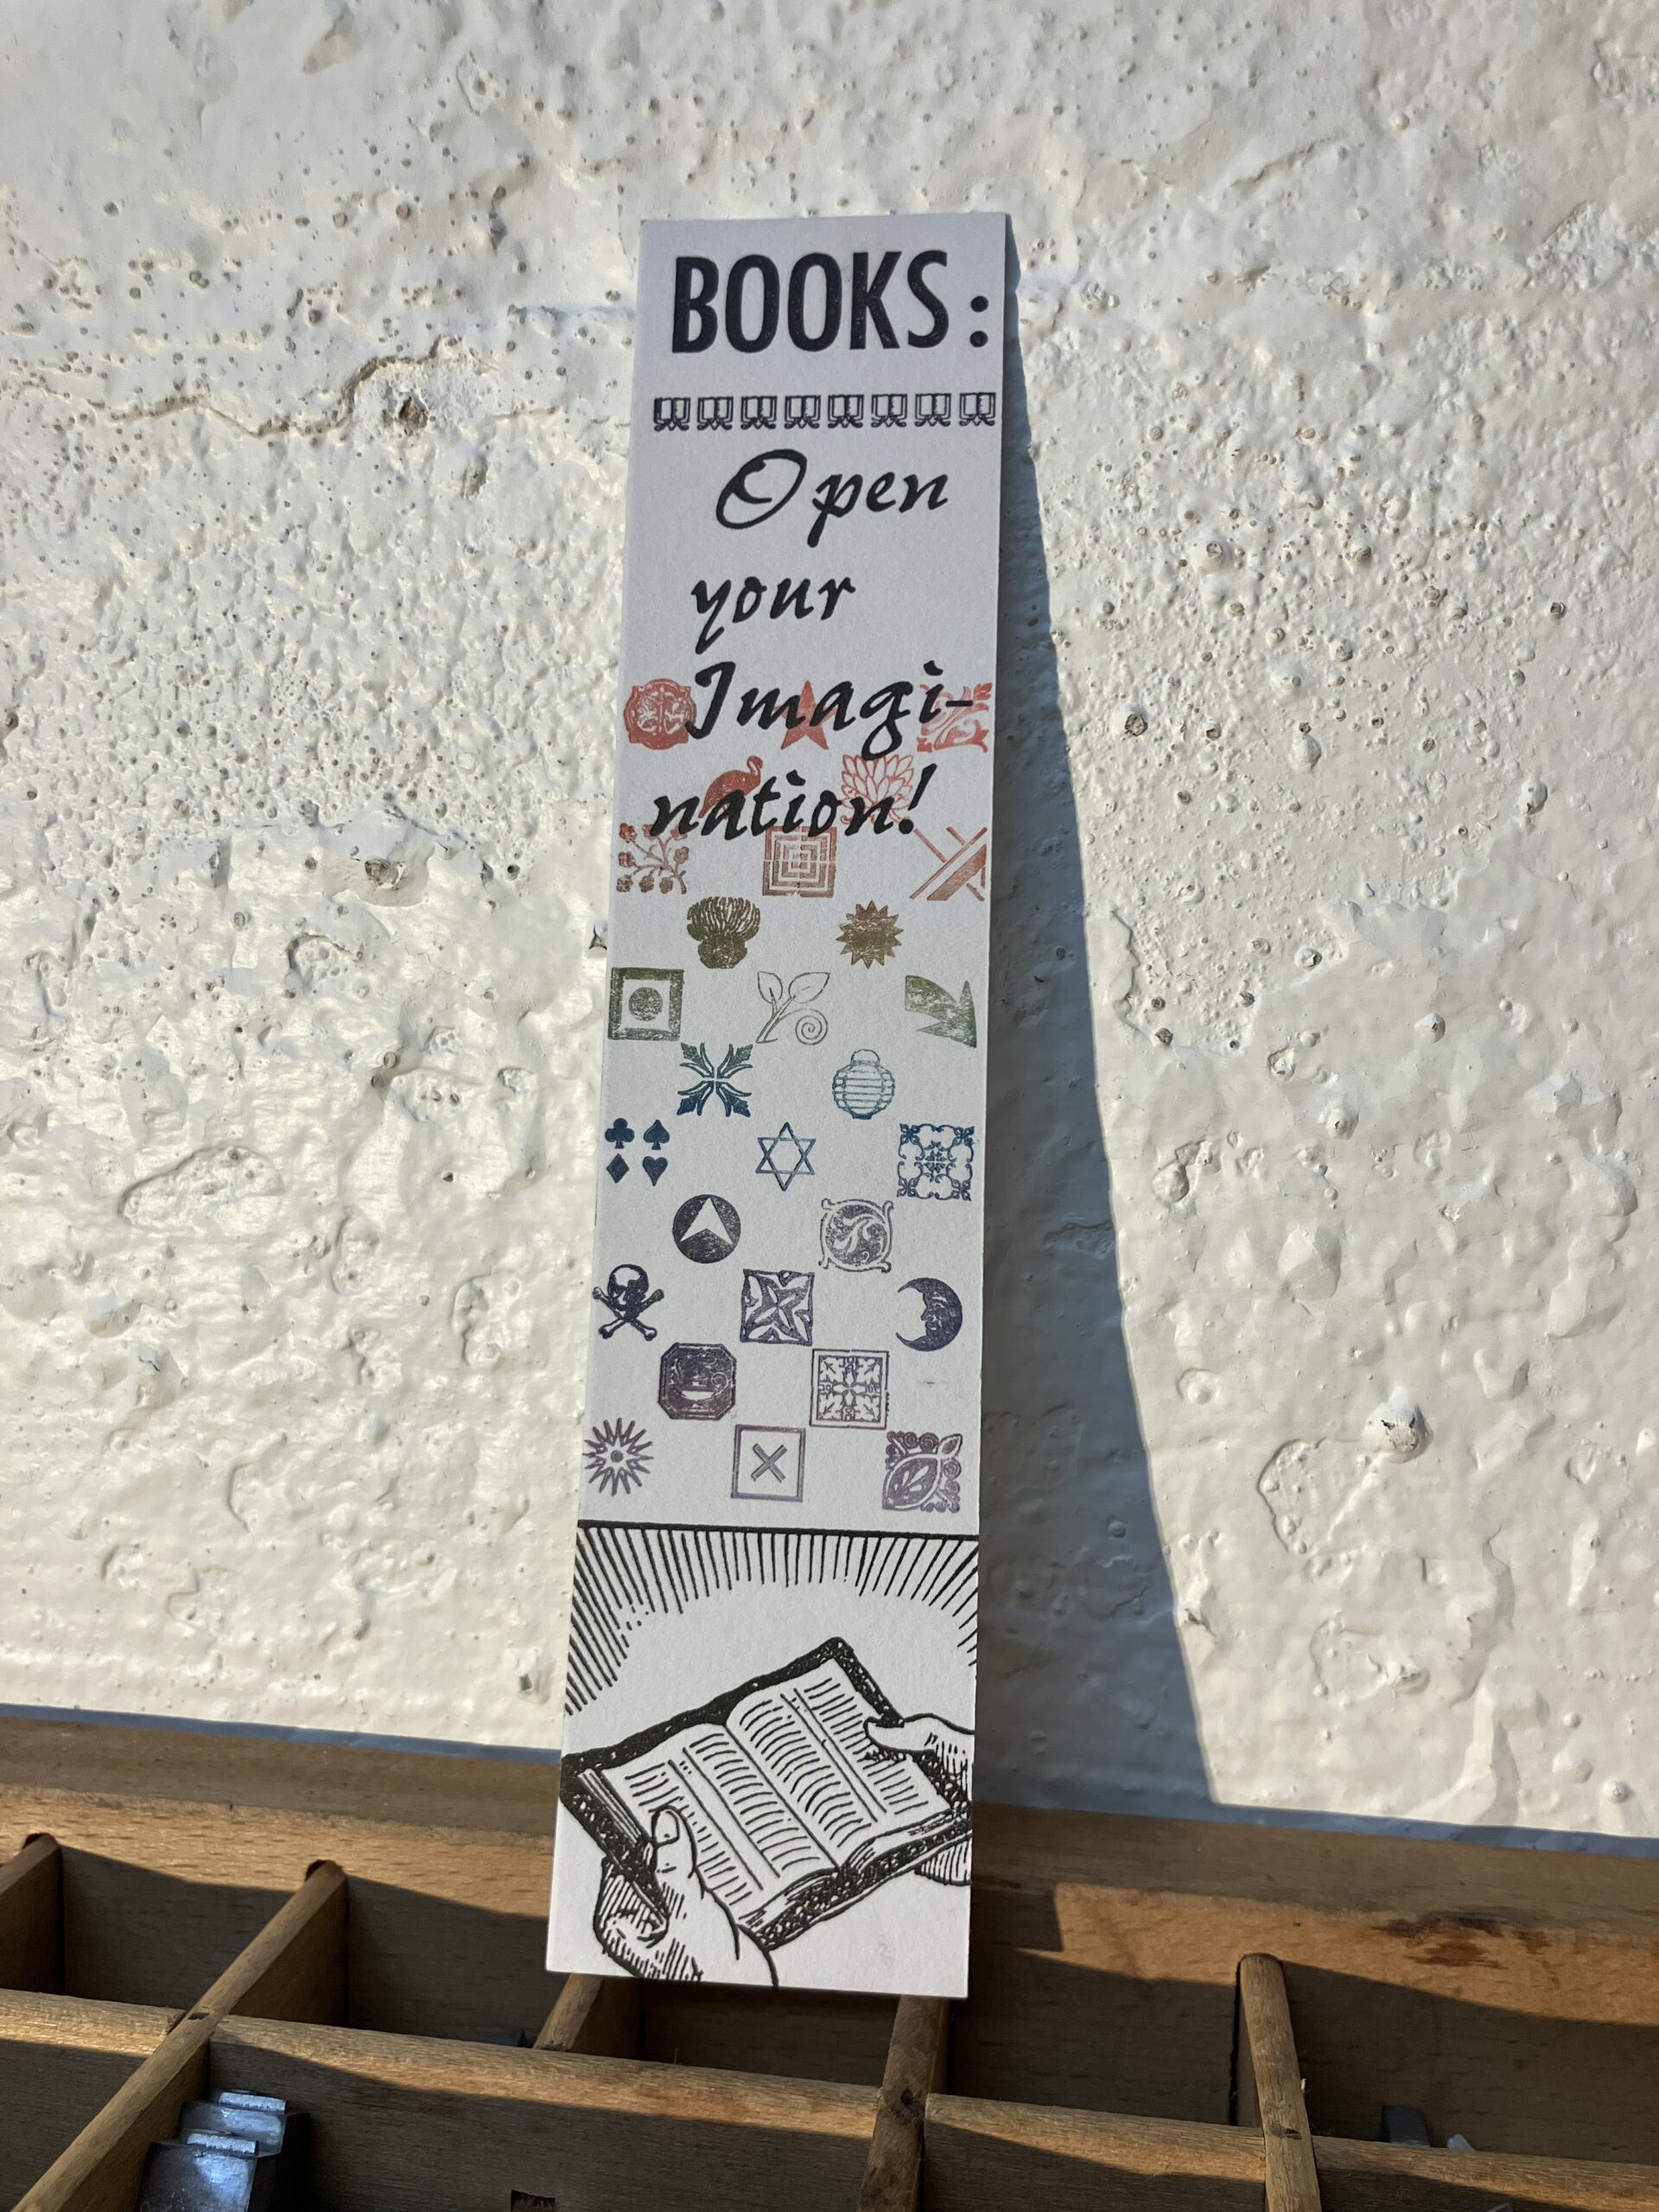 BOOKS:
Open
your
Imagi-
nation!